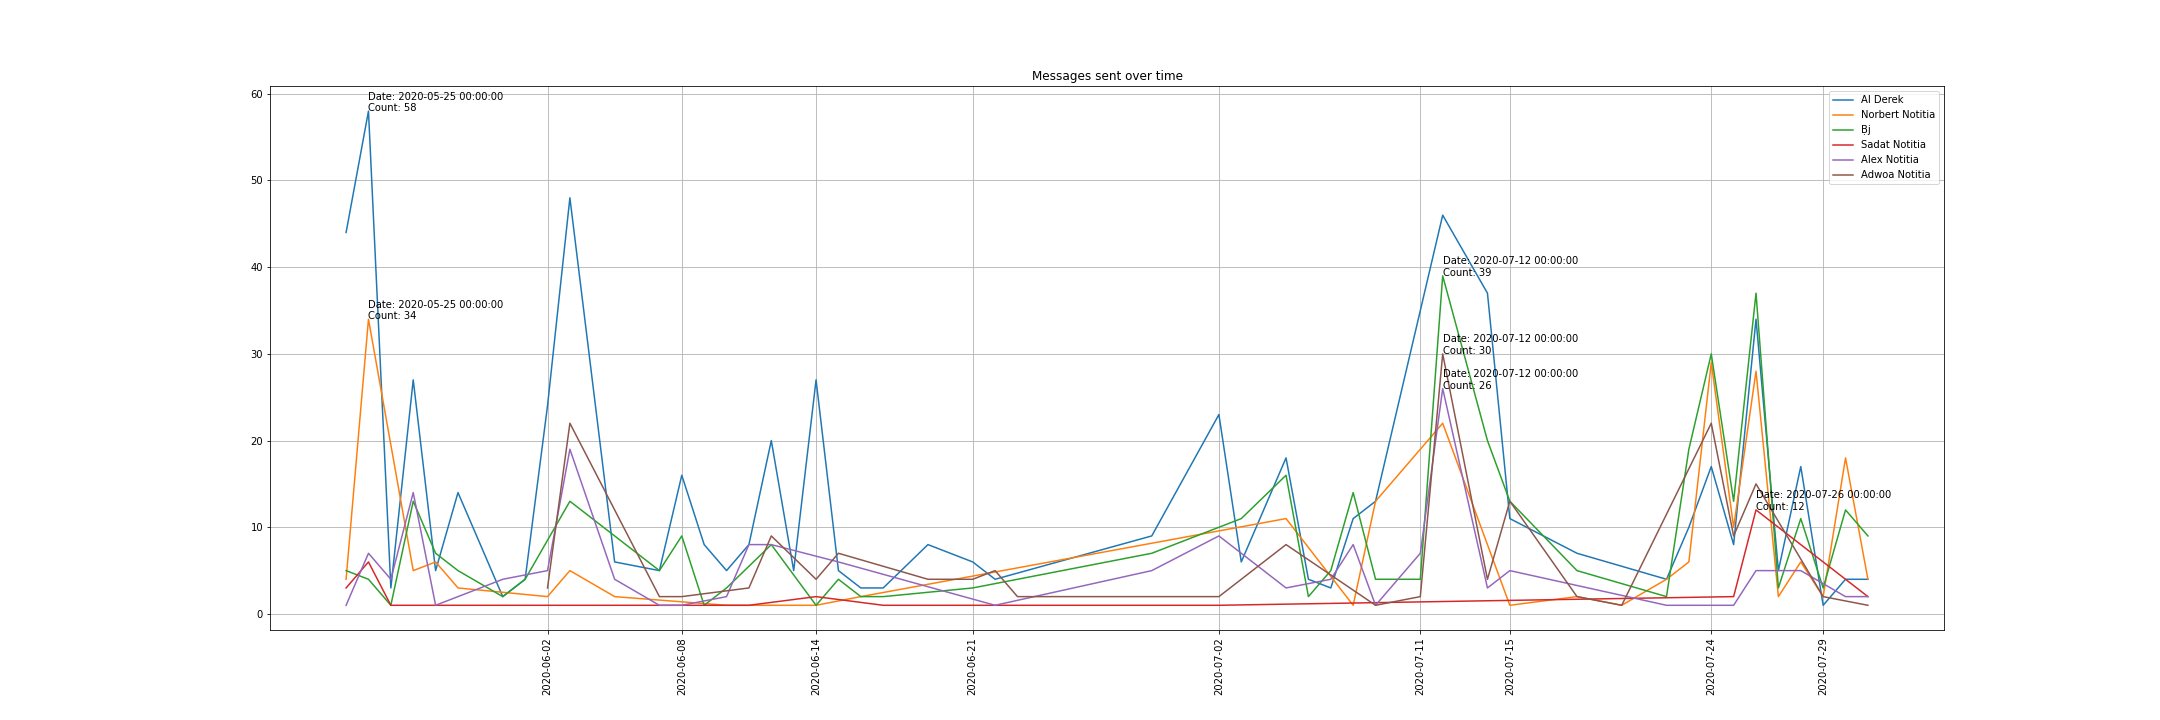 Messages sent over time
60
50
40
30
20
10
0
Date: 2020-05-25 00:00:00
Count: 58
Date: 2020-05-25 00:00:00
Count: 34
Date: 2020-07-12 00:00:00
Count: 39
Date: 2020-07-12 00:00:00
Count: 30
Date: 2020-07-12 00:00:00
Count: 26
Date: 2020-07-26 00:00:00
Count: 12
Al Derek
Norbert Notitia
Bj
Sadat Notitia
Alex Notitia
Adwoa Notitia
2020-06-02
2020-06-08
2020-06-14
2020-06-21
2020-07-02
2020-07-11
2020-07-15
2020-07-24
2020-07-29